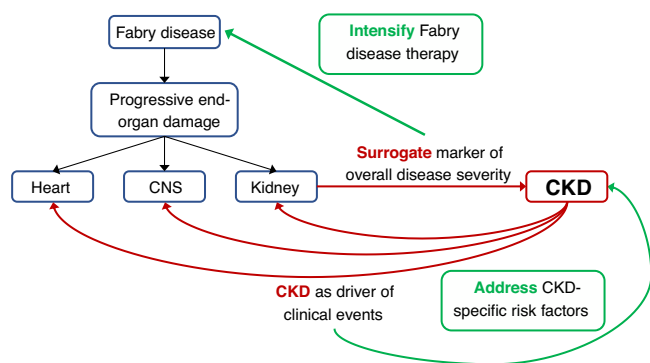 Fabry disease
Intensify Fabry
disease therapy
Progressive end-
organ damage
Surrogate marker of
overall disease severity
Heart
CNS
Kidney
CKD
CKD as driver of
clinical events
Address CKD-
specific risk factors